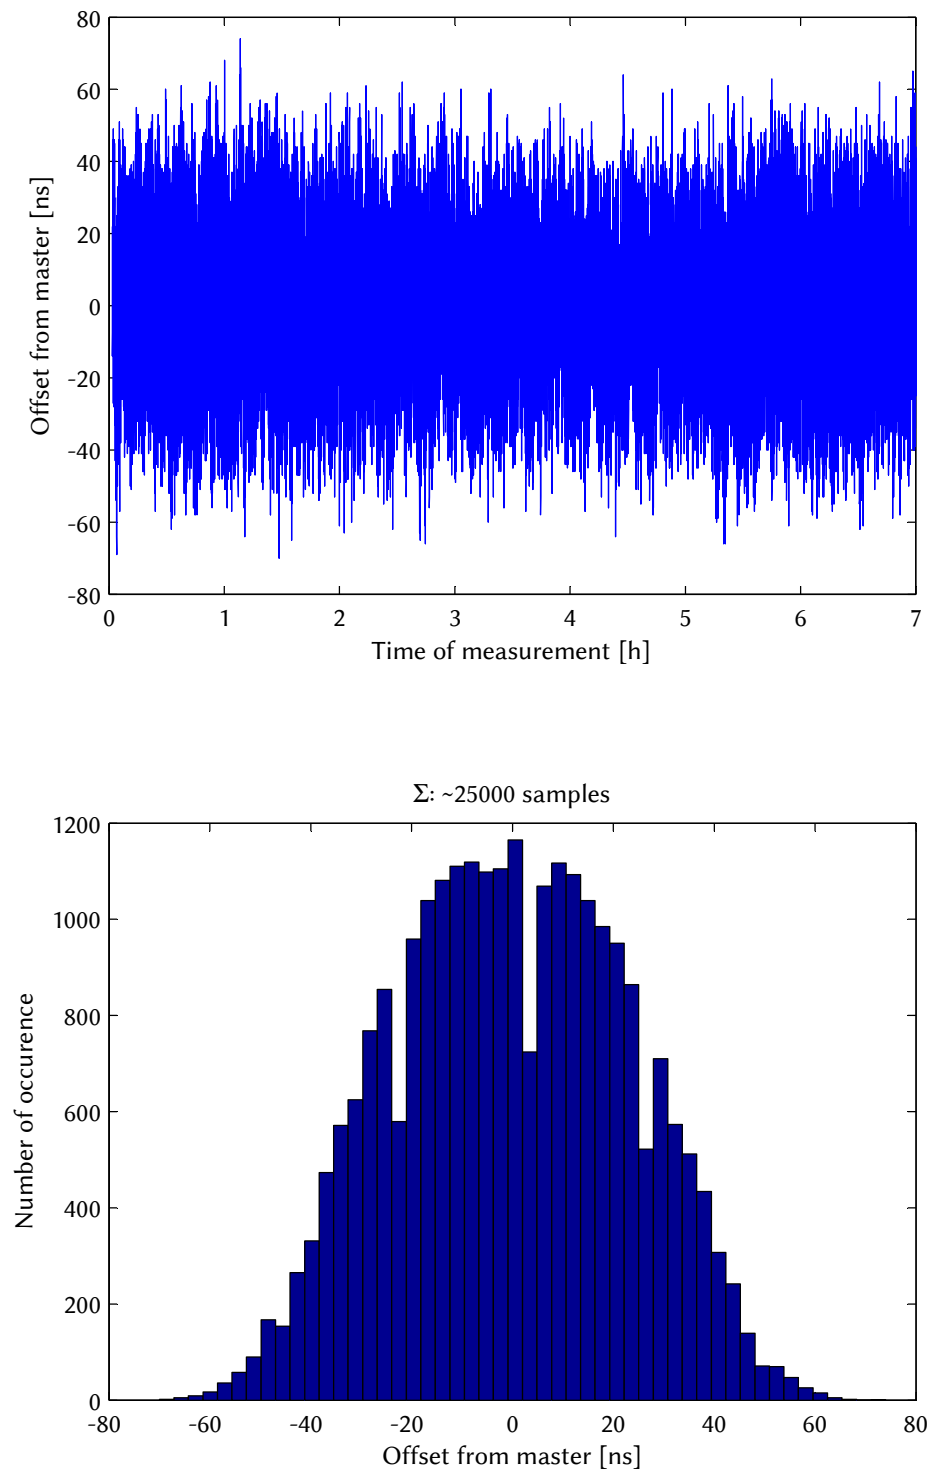 80
60
40
20
0
-20
-40
-60
-80
Offset from master [ns]
0 1 2 3 4 5 6 7
Time of measurement [h]
Σ: ~25000 samples
1200
1000
800
600
400
200
0
Number of occurence
-80 -60 -40 -20 0 20 40 60 80
Offset from master [ns]